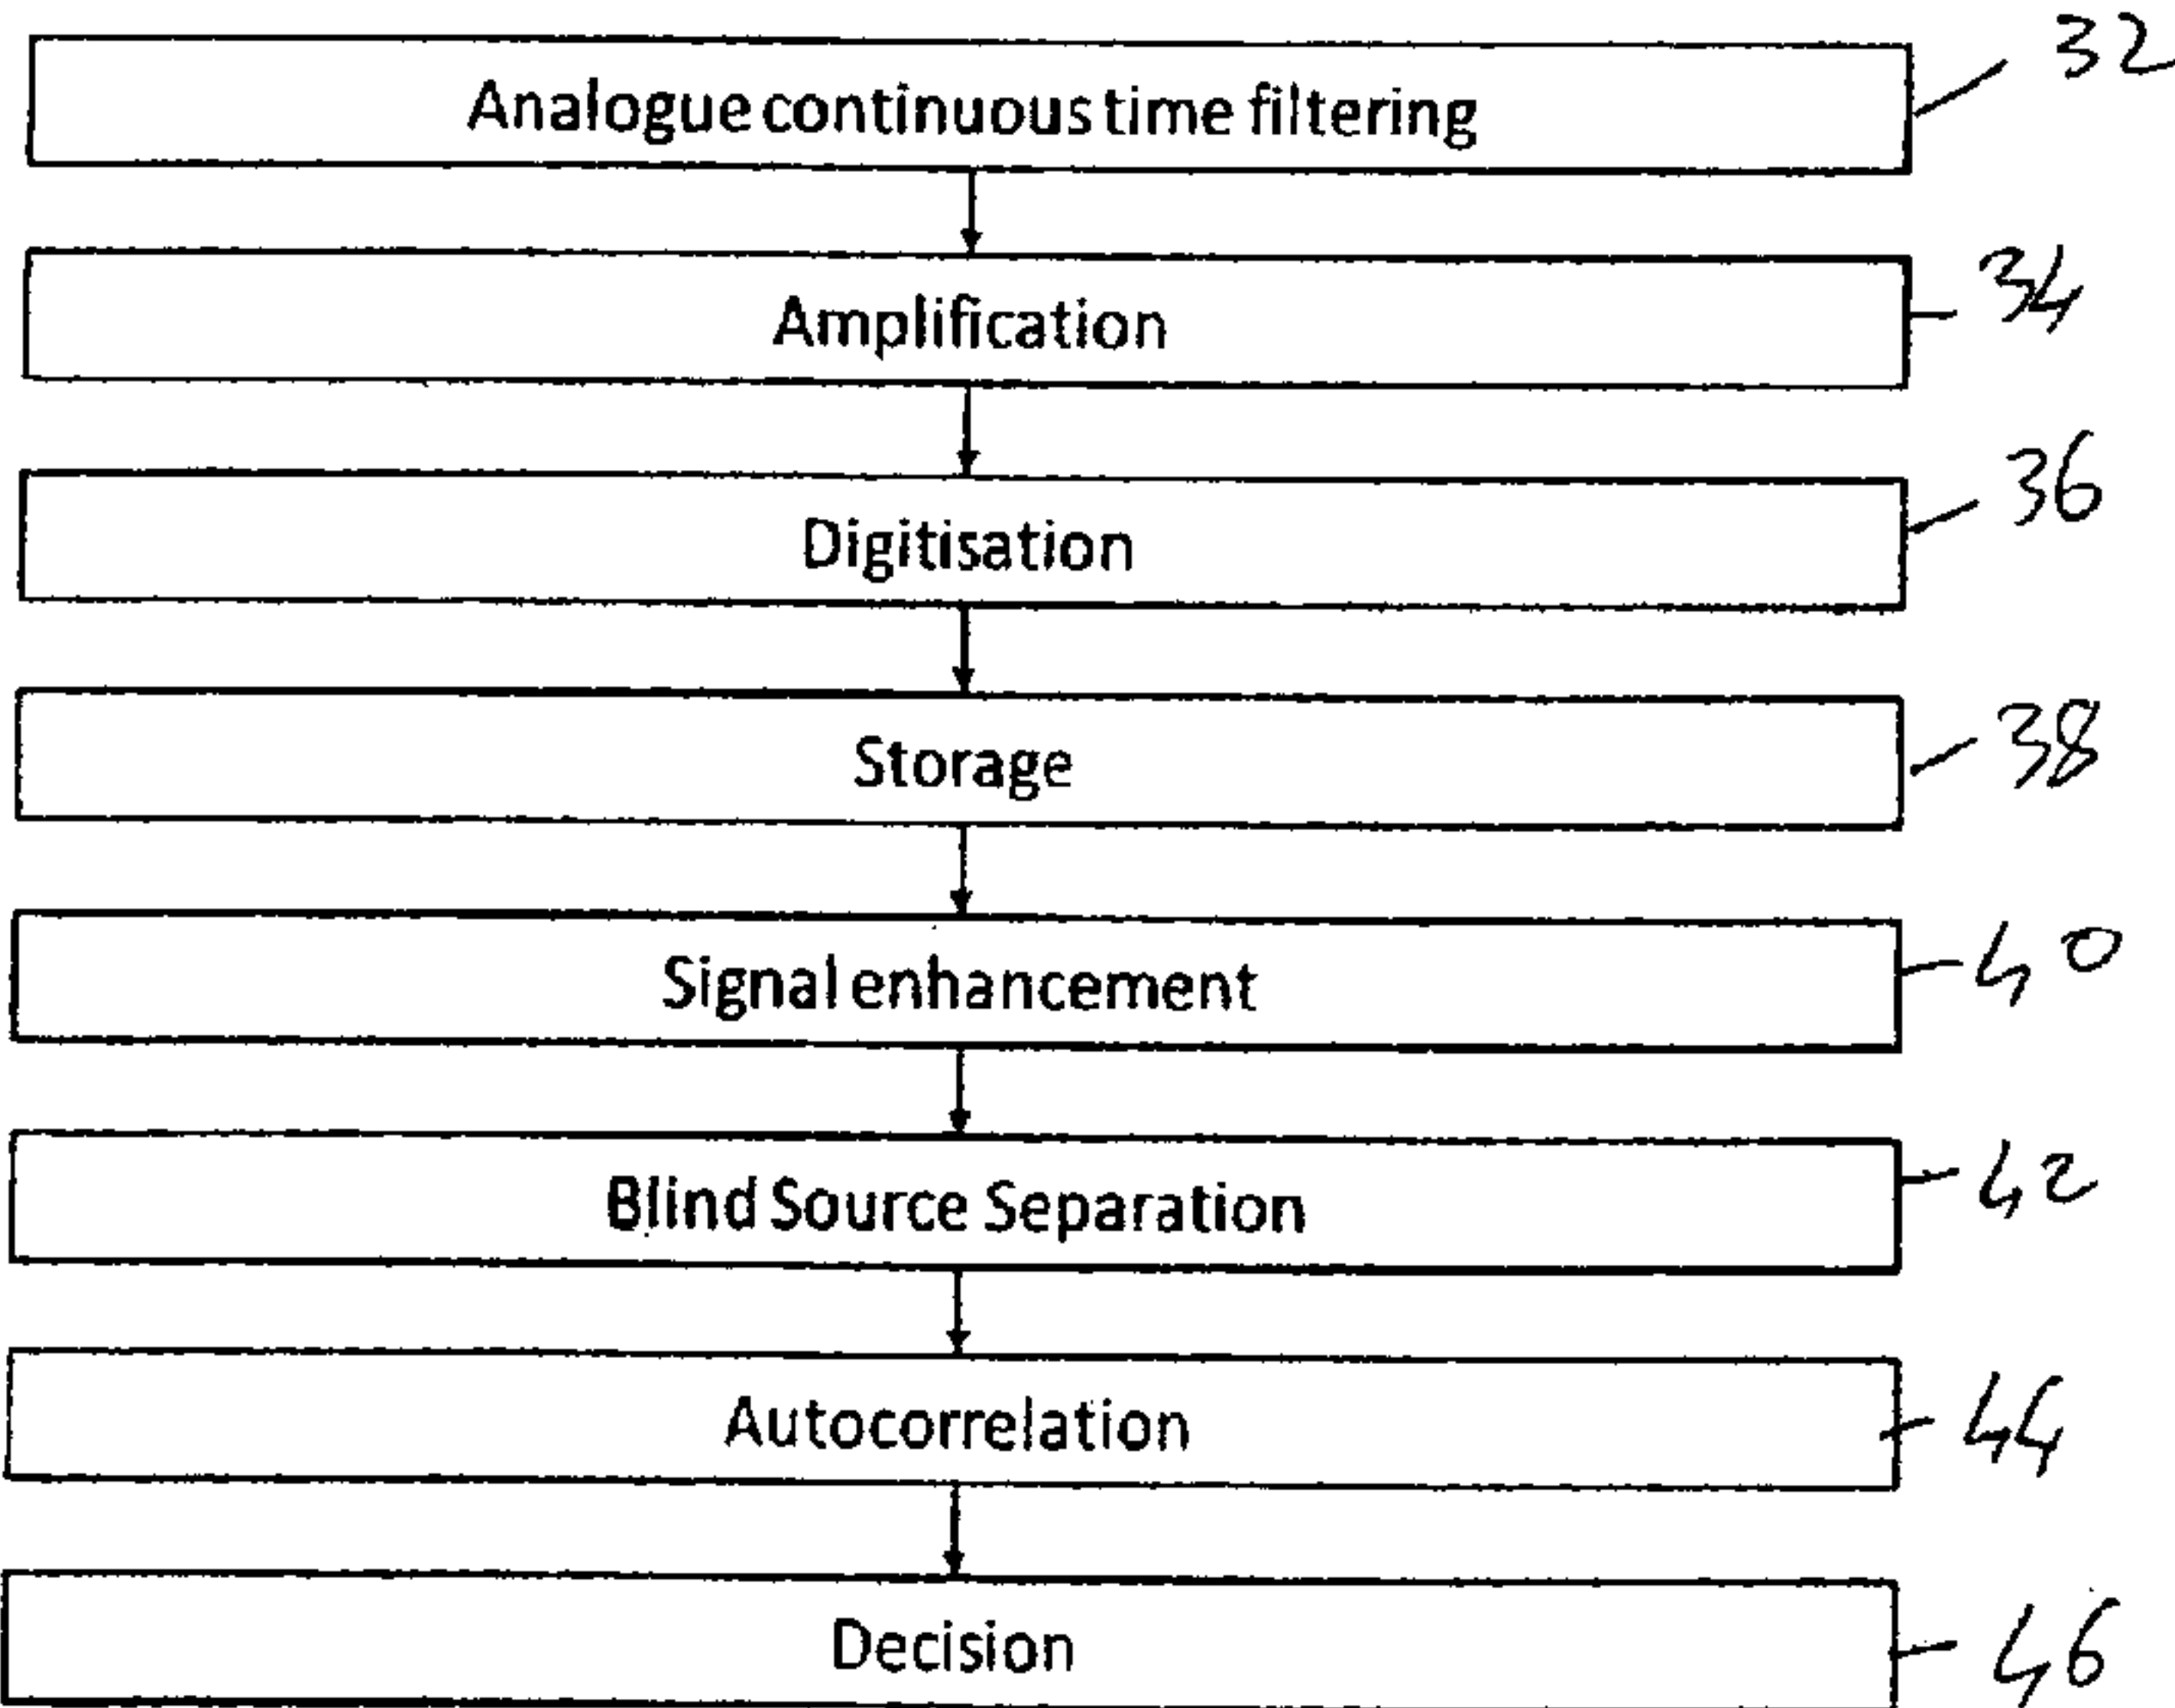 Analogue continuous time filtering 32
Amplification 34
Digitisation 36
Storage 38
Signal enhancement 40
Blind Source Separation 42
Autocorrelation 44
Decision 46